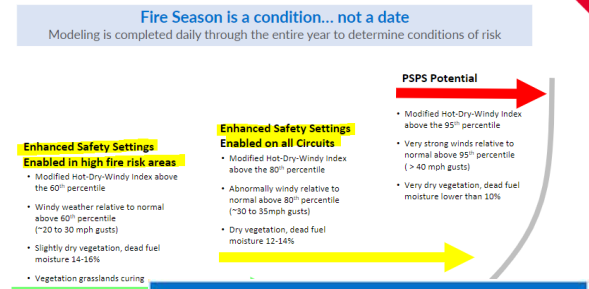 Fire Season is a condition... not a date
Modeling is completed daily through the entire year to determine conditions of risk
Enhanced Safety Settings
Enabled in high fire risk areas
• Modified Hot-Dry-Windy Index above
the 60th percentile
• Windy weather relative to normal
above 60th percentile
(~20 to 30 mph gusts)
• Slightly dry vegetation, dead fuel
moisture 14-16%
• Vegetation grasslands curing
Enhanced Safety Settings
Enabled on all Circuits
• Modified Hot-Dry-Windy Index
above the 80th percentile
• Abnormally windy relative to
normal above 80th percentile
(~30 to 35mph gusts)
• Dry vegetation, dead fuel
moisture 12-14%
PSPS Potential
• Modified Hot-Dry-Windy Index
above the 95th percentile
• Very strong winds relative to
normal above 95th percentile
( > 40 mph gusts)
• Very dry vegetation, dead fuel
moisture lower than 10%